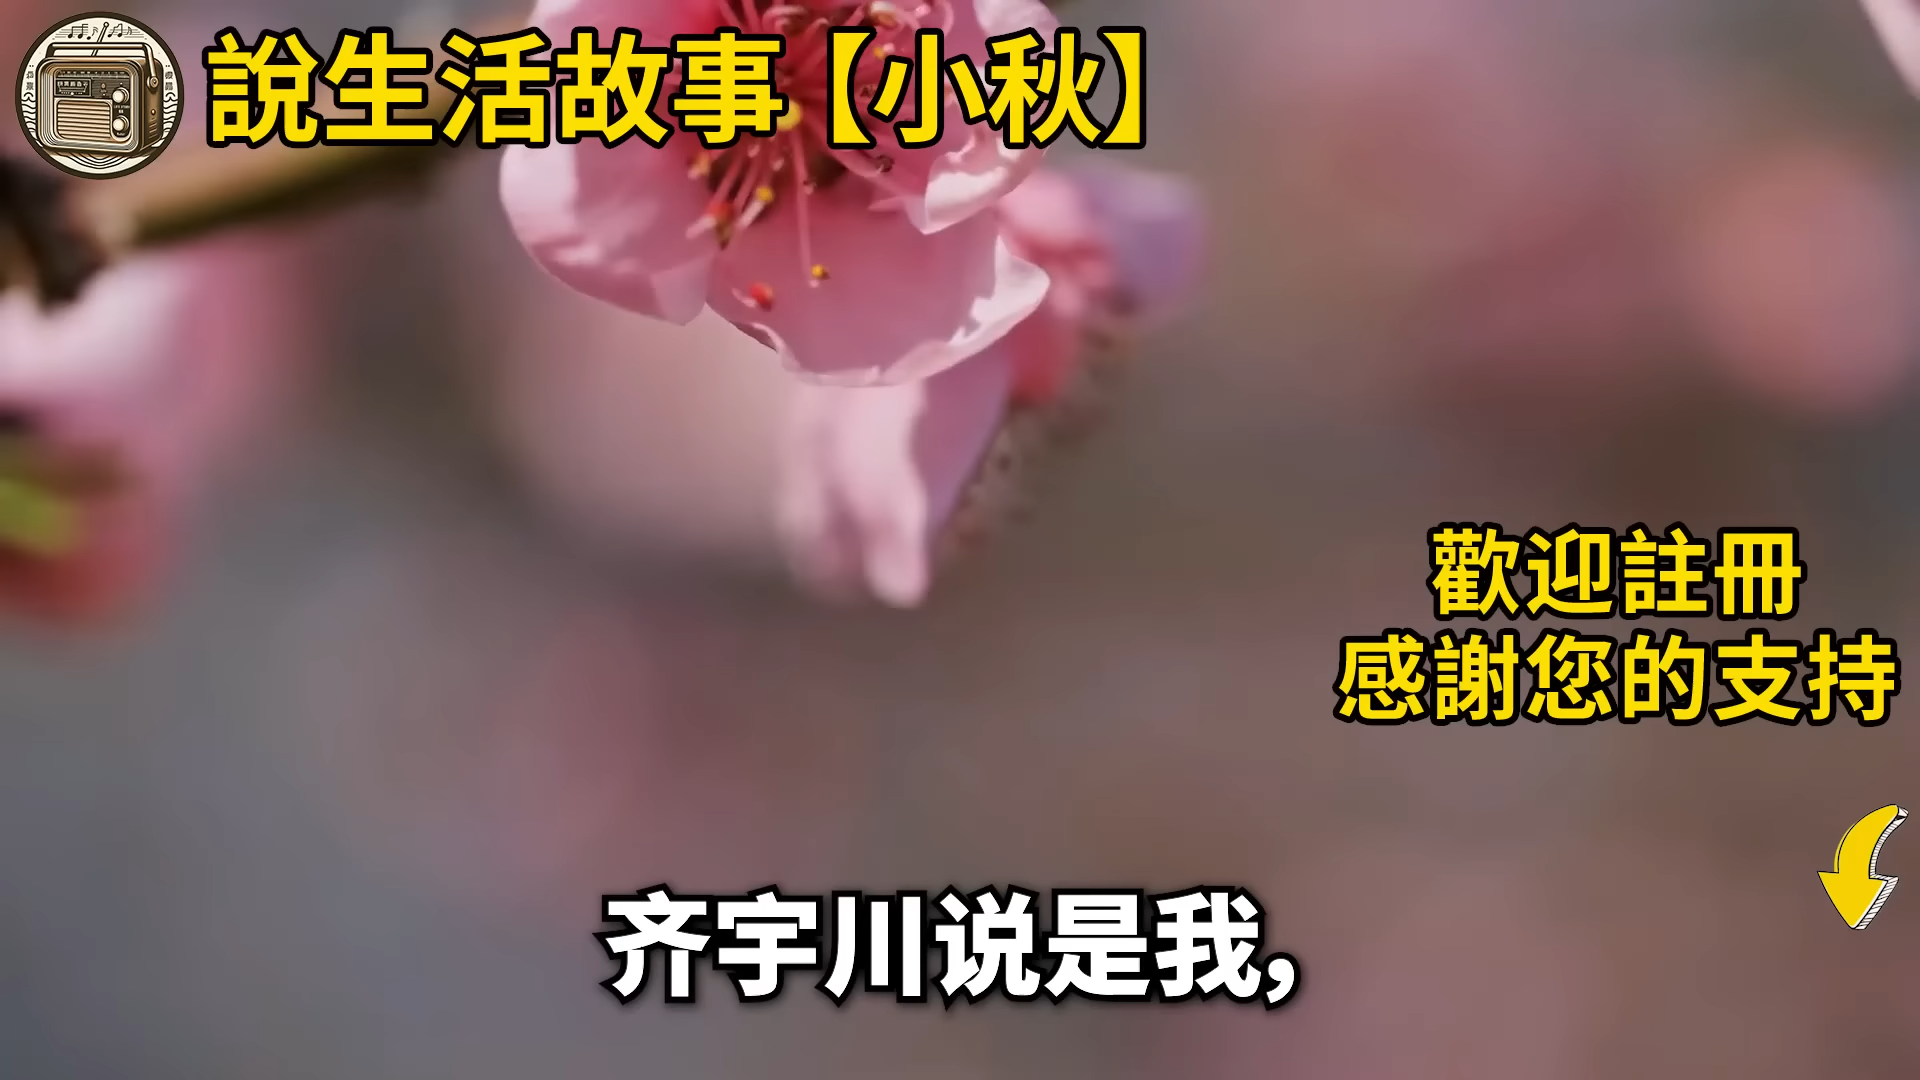 說生活故事【小秋】
歡迎註冊
感謝您的支持
齐宇川说是我,